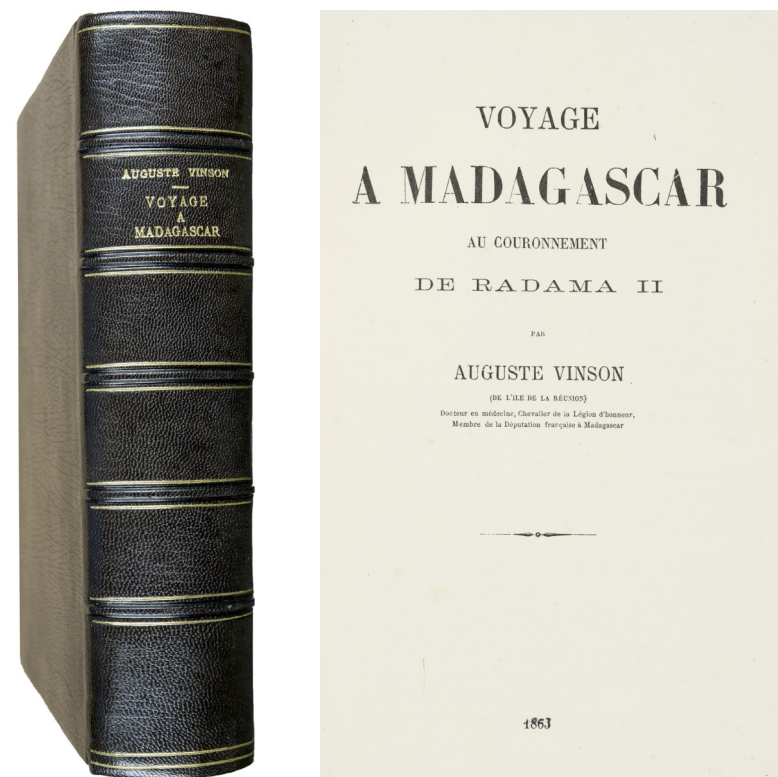 AUGUSTE VINSON
VOYAGE
A
MADAGASCAR
VOYAGE
A MADAGASCAR
AU COURONNEMENT
DE RADAMA II
PAR
AUGUSTE VINSON
(DE L'ILE DE LA RÉUNION)
Docteur en médecine, Chevalier de la Légion d'honneur,
Membre de la Députation française à Madagascar
1863